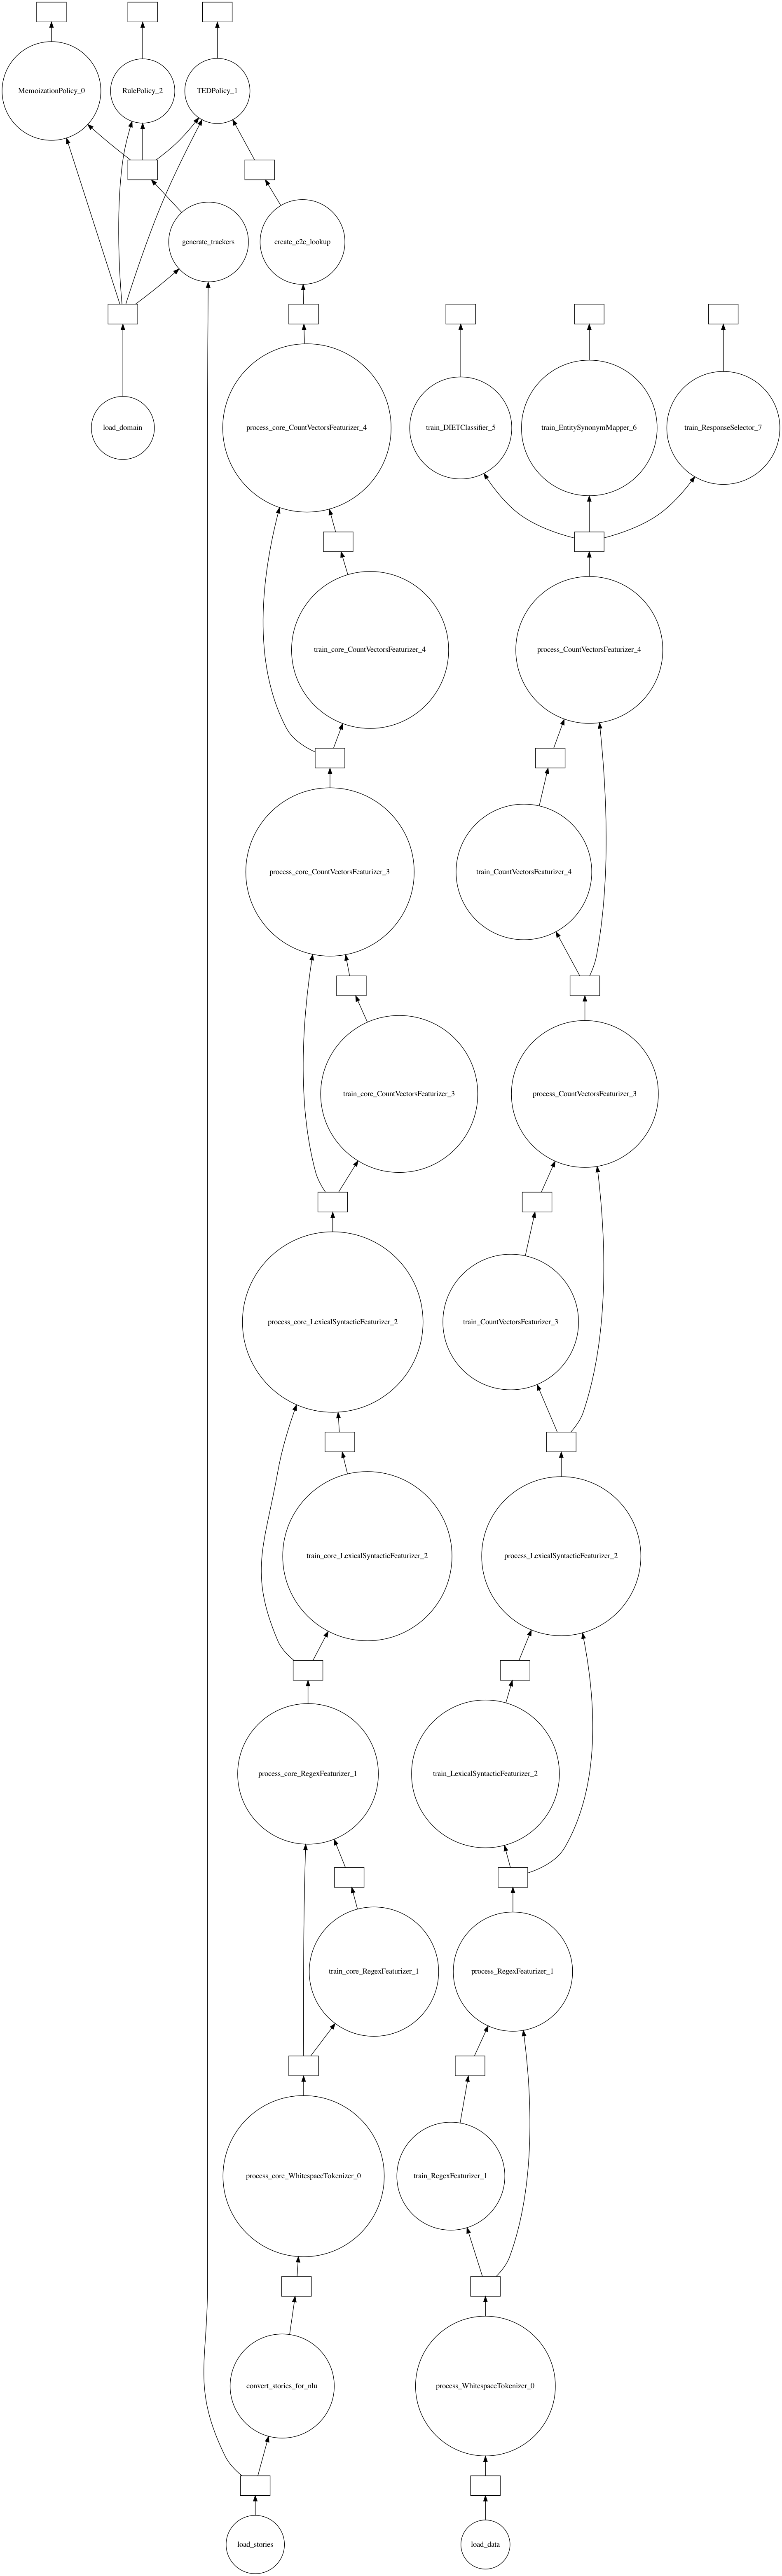 MemoizationPolicy_0
RulePolicy_2
TEDPolicy_1
generate_trackers
create_e2e_lookup
load_domain
process_core_CountVectorsFeaturizer_4
train_DIETClassifier_5
train_EntitySynonymMapper_6
train_ResponseSelector_7
train_core_CountVectorsFeaturizer_4
process_CountVectorsFeaturizer_4
process_core_CountVectorsFeaturizer_3
train_CountVectorsFeaturizer_4
train_core_CountVectorsFeaturizer_3
process_CountVectorsFeaturizer_3
process_core_LexicalSyntacticFeaturizer_2
train_CountVectorsFeaturizer_3
train_core_LexicalSyntacticFeaturizer_2
process_LexicalSyntacticFeaturizer_2
process_core_RegexFeaturizer_1
train_LexicalSyntacticFeaturizer_2
train_core_RegexFeaturizer_1
process_RegexFeaturizer_1
process_core_WhitespaceTokenizer_0
train_RegexFeaturizer_1
convert_stories_for_nlu
process_WhitespaceTokenizer_0
load_stories
load_data